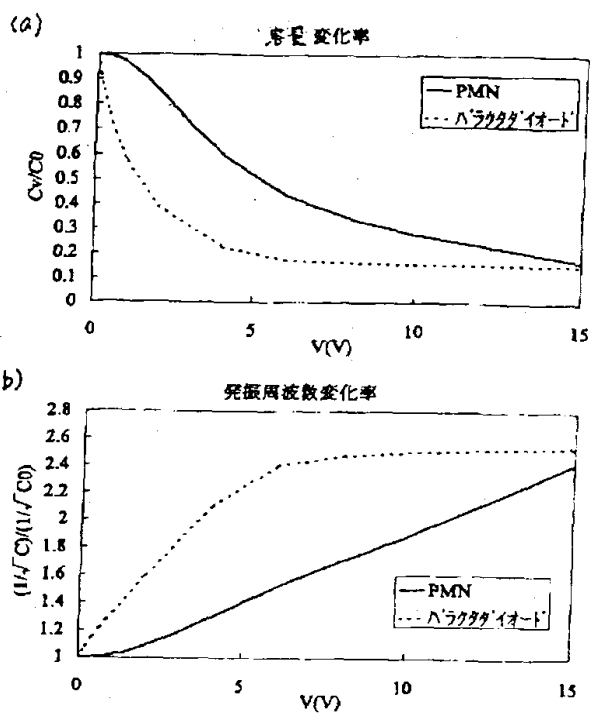 (a)
容量変化率
1
0.9
0.8
0.7
0.6
0.5
0.4
0.3
0.2
0.1
0
Cv/C0
PMN
バラクタダイオード
0 5 10 15
V(V)
b)
発振周波数変化率
2.8
2.6
2.4
2.2
2
1.8
1.6
1.4
1.2
1
(1/√C)/(1/√C0)
PMN
バラクタダイオード
0 5 10 15
V(V)